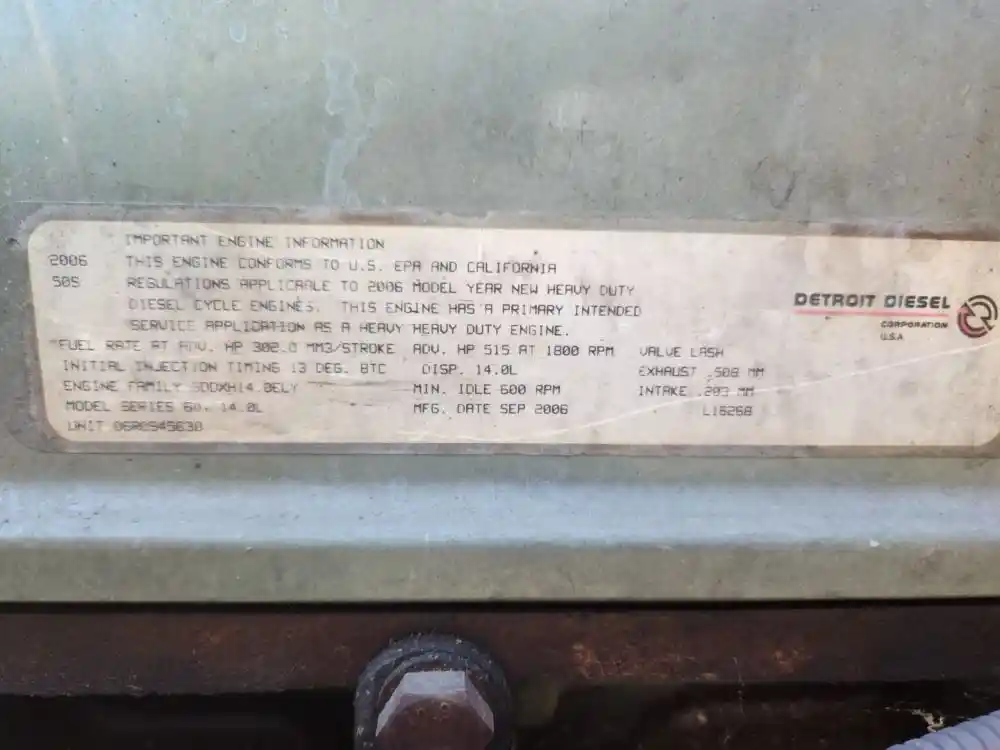 IMPORTANT ENGINE INFORMATION
2006 THIS ENGINE CONFORMS TO U.S. EPA AND CALIFORNIA
50S REGULATIONS APPLICABLE TO 2006 MODEL YEAR NEW HEAVY DUTY
DIESEL CYCLE ENGINES. THIS ENGINE HAS A PRIMARY INTENDED
SERVICE APPLICATION AS A HEAVY HEAVY DUTY ENGINE.
FUEL RATE AT ADV. HP 302.0 MM3/STROKE ADV. HP 515 AT 1800 RPM VALVE LASH
INITIAL INJECTION TIMING 13 DEG. BTC DISP. 14.0L EXHAUST .508 MM
ENGINE FAMILY MIN. IDLE 600 RPM INTAKE .203 MM
MODEL SERIES 60, 14.0L MFG. DATE SEP 2006
UNIT
DETROIT DIESEL
CORPORATION
U.S.A.